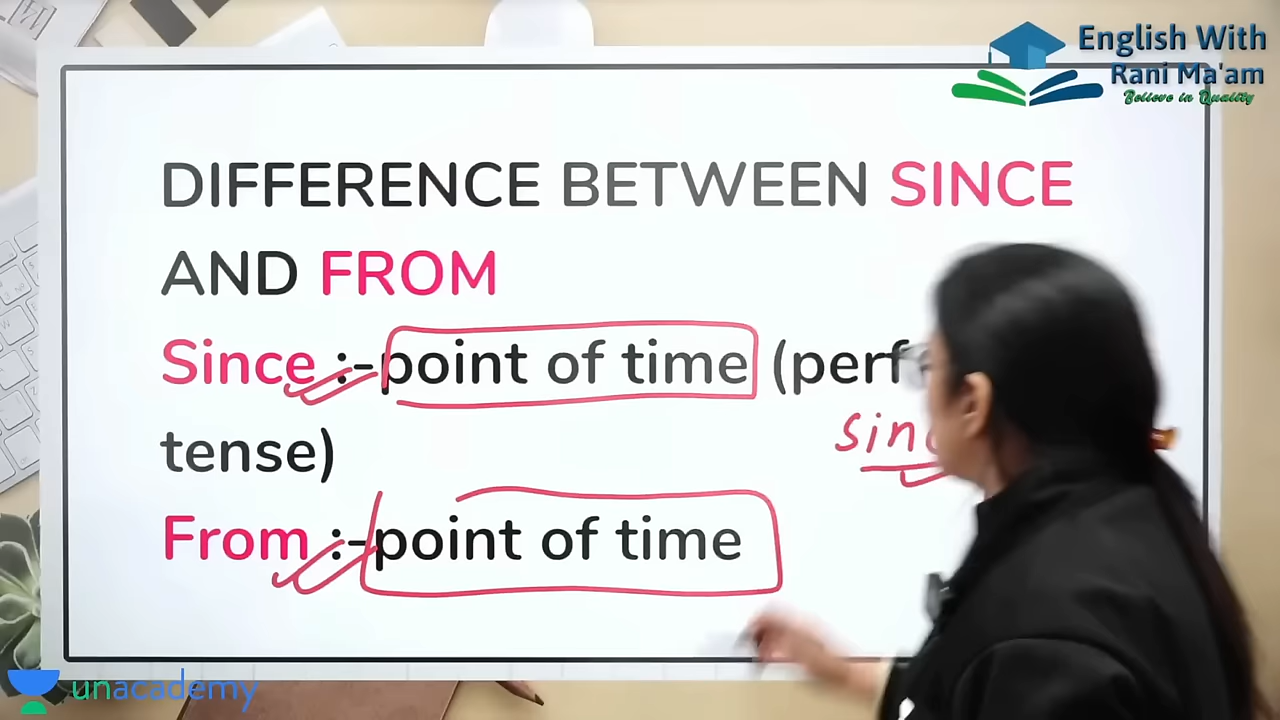 English With
Rani Ma'am
Believe in Quality
DIFFERENCE BETWEEN SINCE
AND FROM
Since :-point of time (perf
tense)
From :-point of time
unacademy